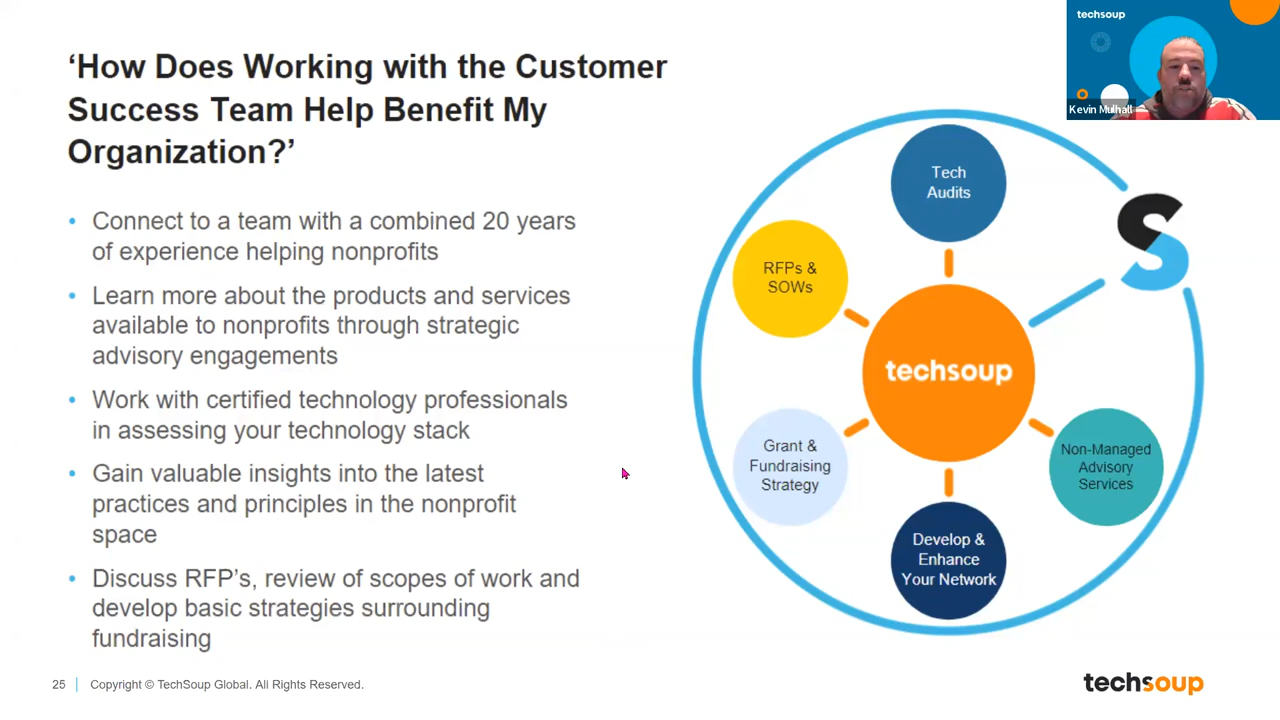 ‘How Does Working with the Customer
Success Team Help Benefit My
Organization?’
• Connect to a team with a combined 20 years
of experience helping nonprofits
• Learn more about the products and services
available to nonprofits through strategic
advisory engagements
• Work with certified technology professionals
in assessing your technology stack
• Gain valuable insights into the latest
practices and principles in the nonprofit
space
• Discuss RFP’s, review of scopes of work and
develop basic strategies surrounding
fundraising
techsoup
Kevin Mulhall
Tech
Audits
S
RFPs &
SOWs
techsoup
Grant &
Fundraising
Strategy
Non-Managed
Advisory
Services
Develop &
Enhance
Your Network
25
Copyright © TechSoup Global. All Rights Reserved.
techsoup